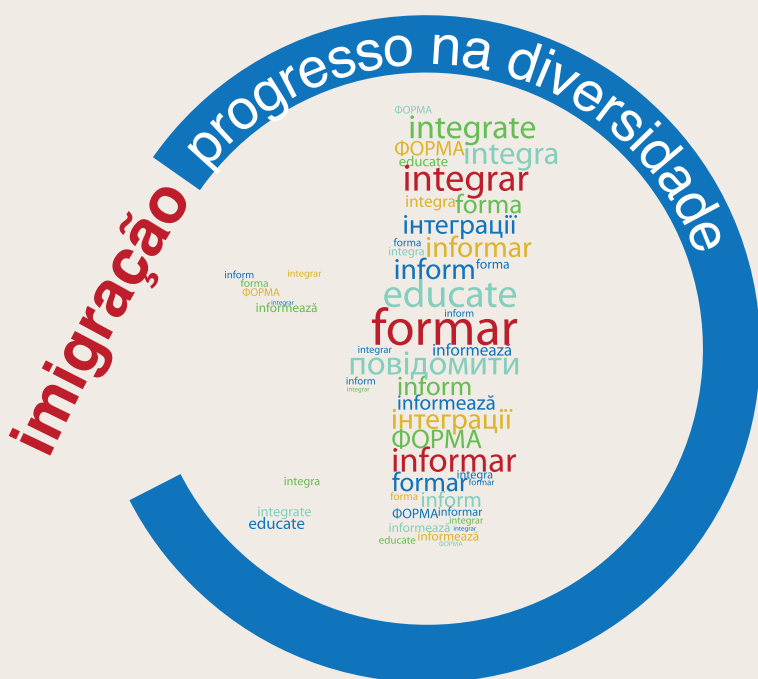 imigração
progresso na diversidade
ФОРМА
integrate
ФОРМА
integra
educate
integrar
integra
forma
інтеграції
forma
informar
integra
inform
forma
educate
inform
formar
integrar
informează
повідомити
inform
inform
integrar
informează
інтеграції
ФОРМА
informar
integra
formar
formar
forma
inform
ФОРМА
informar
integrar
informează
integrar
informează
educate
ФОРМА
inform
integrar
forma
ФОРМА
integrar
informează
integra
integrate
educate